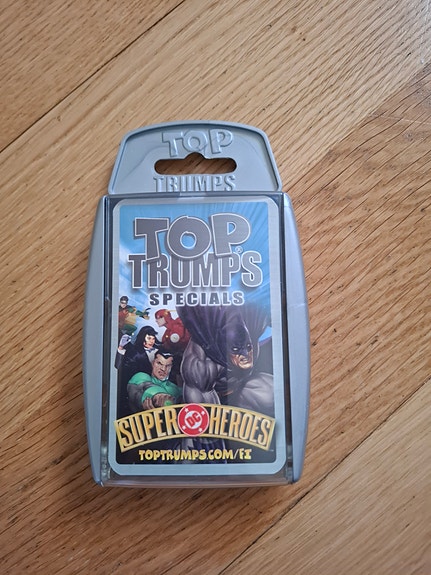 TOP
TRUMPS
TOP
TRUMPS
SPECIALS
SUPER DC HEROES
TOPTRUMPS.COM/FI